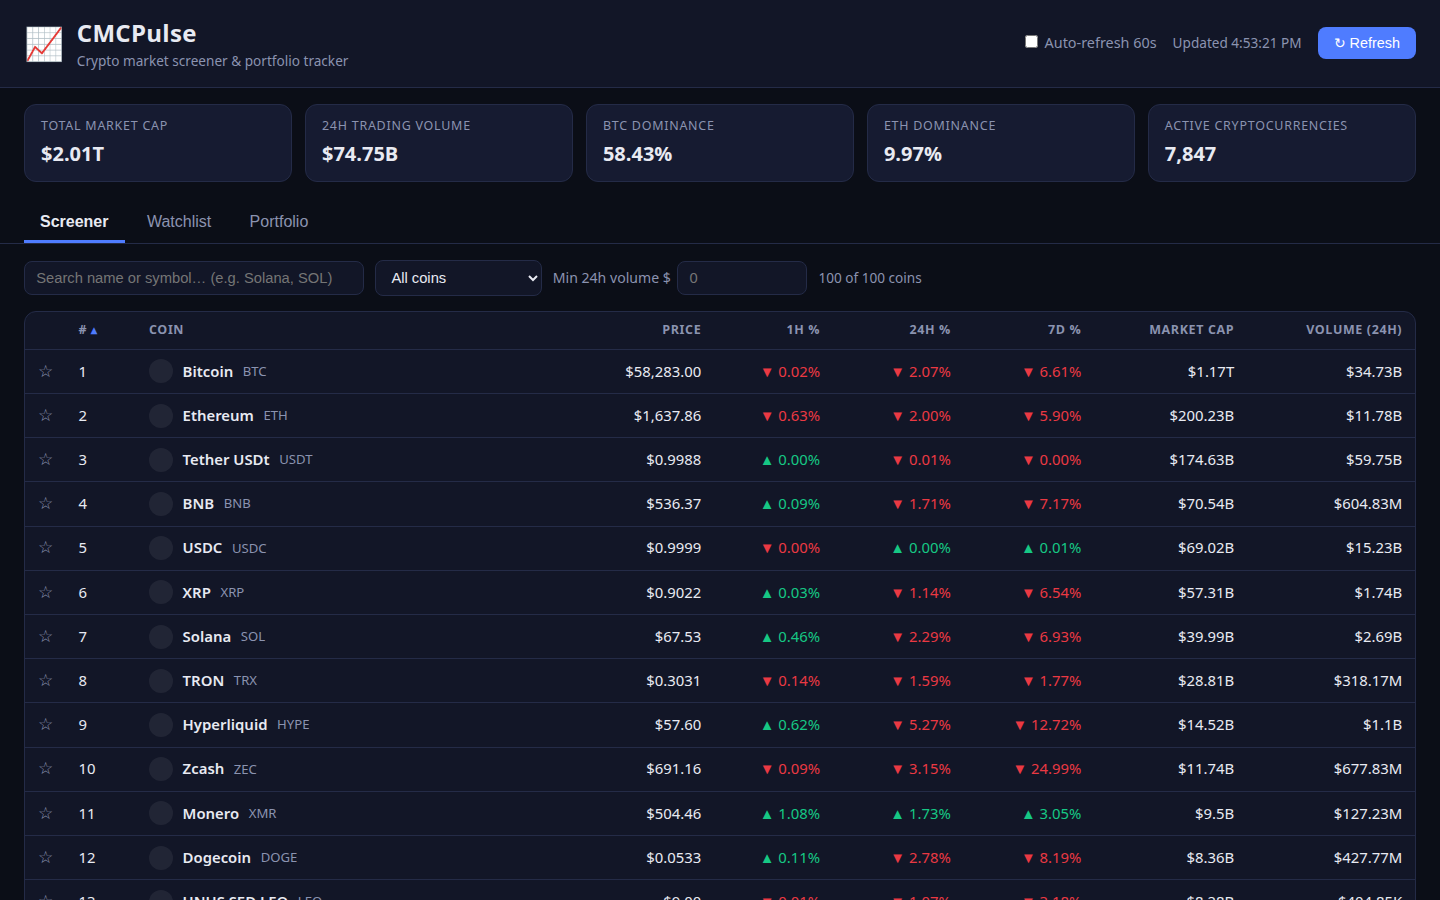 CMCPulse
Crypto market screener & portfolio tracker
Auto-refresh 60s Updated 4:53:21 PM ↻ Refresh
TOTAL MARKET CAP
$2.01T
24H TRADING VOLUME
$74.75B
BTC DOMINANCE
58.43%
ETH DOMINANCE
9.97%
ACTIVE CRYPTOCURRENCIES
7,847
Screener Watchlist Portfolio
Search name or symbol… (e.g. Solana, SOL) All coins Min 24h volume $ 0 100 of 100 coins
# ▲ COIN PRICE 1H % 24H % 7D % MARKET CAP VOLUME (24H)
☆ 1 Bitcoin BTC $58,283.00 ▼ 0.02% ▼ 2.07% ▼ 6.61% $1.17T $34.73B
☆ 2 Ethereum ETH $1,637.86 ▼ 0.63% ▼ 2.00% ▼ 5.90% $200.23B $11.78B
☆ 3 Tether USDt USDT $0.9988 ▲ 0.00% ▼ 0.01% ▼ 0.00% $174.63B $59.75B
☆ 4 BNB BNB $536.37 ▲ 0.09% ▼ 1.71% ▼ 7.17% $70.54B $604.83M
☆ 5 USDC USDC $0.9999 ▼ 0.00% ▲ 0.00% ▲ 0.01% $69.02B $15.23B
☆ 6 XRP XRP $0.9022 ▲ 0.03% ▼ 1.14% ▼ 6.54% $57.31B $1.74B
☆ 7 Solana SOL $67.53 ▲ 0.46% ▼ 2.29% ▼ 6.93% $39.99B $2.69B
☆ 8 TRON TRX $0.3031 ▼ 0.14% ▼ 1.59% ▼ 1.77% $28.81B $318.17M
☆ 9 Hyperliquid HYPE $57.60 ▲ 0.62% ▼ 5.27% ▼ 12.72% $14.52B $1.1B
☆ 10 Zcash ZEC $691.16 ▼ 0.09% ▼ 3.15% ▼ 24.99% $11.74B $677.83M
☆ 11 Monero XMR $504.46 ▲ 1.08% ▲ 1.73% ▲ 3.05% $9.5B $127.23M
☆ 12 Dogecoin DOGE $0.0533 ▲ 0.11% ▼ 2.78% ▼ 8.19% $8.36B $427.77M